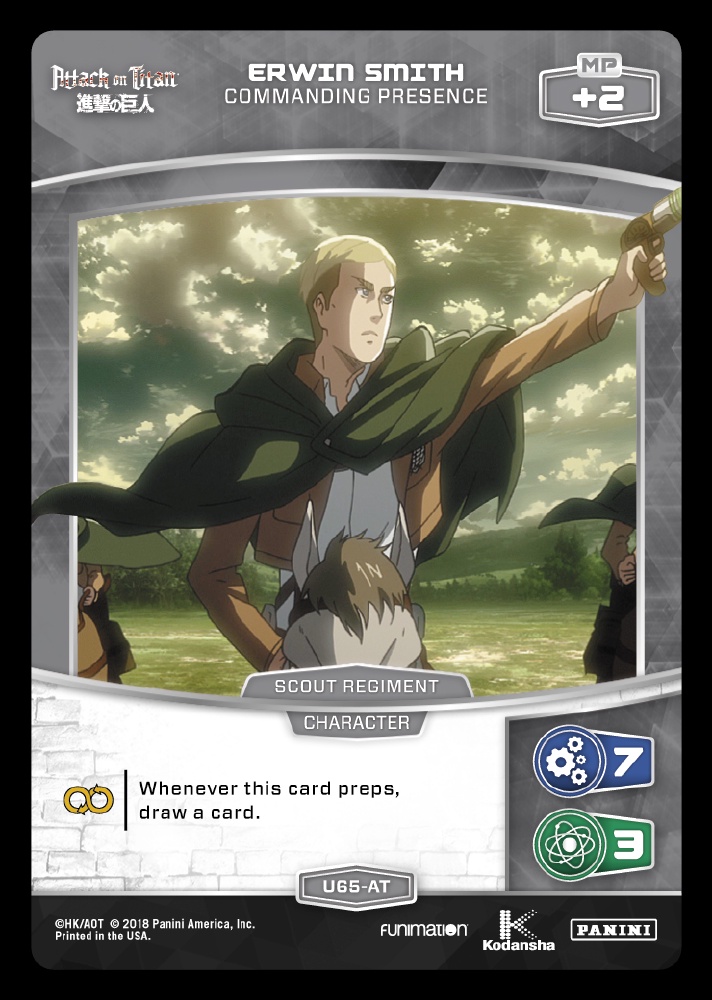 Attack on Titan
進撃の巨人
ERWIN SMITH
COMMANDING PRESENCE
MP
+2
SCOUT REGIMENT
CHARACTER
Whenever this card preps,
draw a card.
7
3
U65-AT
©HK/AOT © 2018 Panini America, Inc.
Printed in the USA.
FUNIMATION
K
Kodansha
PANINI